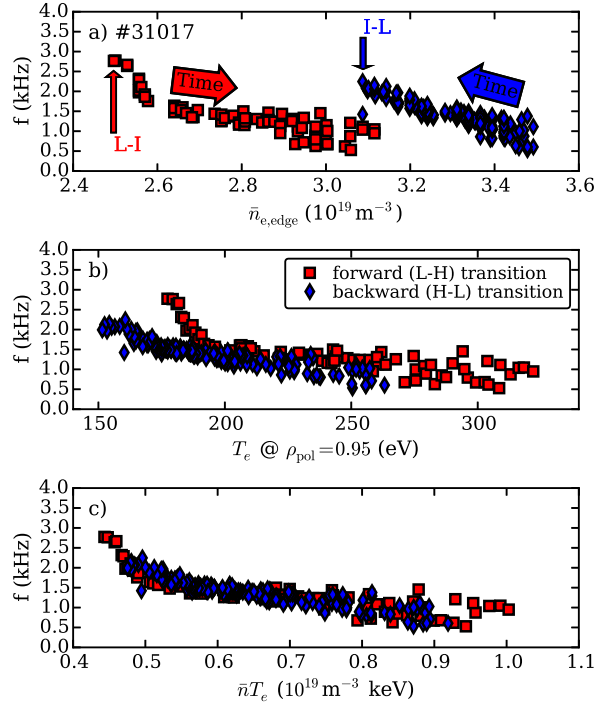 a) #31017
I-L
Time
Time
L-I
f (kHz)
4.0
3.5
3.0
2.5
2.0
1.5
1.0
0.5
0.0
2.4 2.6 2.8 3.0 3.2 3.4 3.6
n̄e,edge (10¹⁹ m⁻³)
b)
forward (L-H) transition
backward (H-L) transition
f (kHz)
4.0
3.5
3.0
2.5
2.0
1.5
1.0
0.5
0.0
150 200 250 300
Te @ ρpol=0.95 (eV)
c)
f (kHz)
4.0
3.5
3.0
2.5
2.0
1.5
1.0
0.5
0.0
0.4 0.5 0.6 0.7 0.8 0.9 1.0 1.1
n̄Te (10¹⁹ m⁻³ keV)